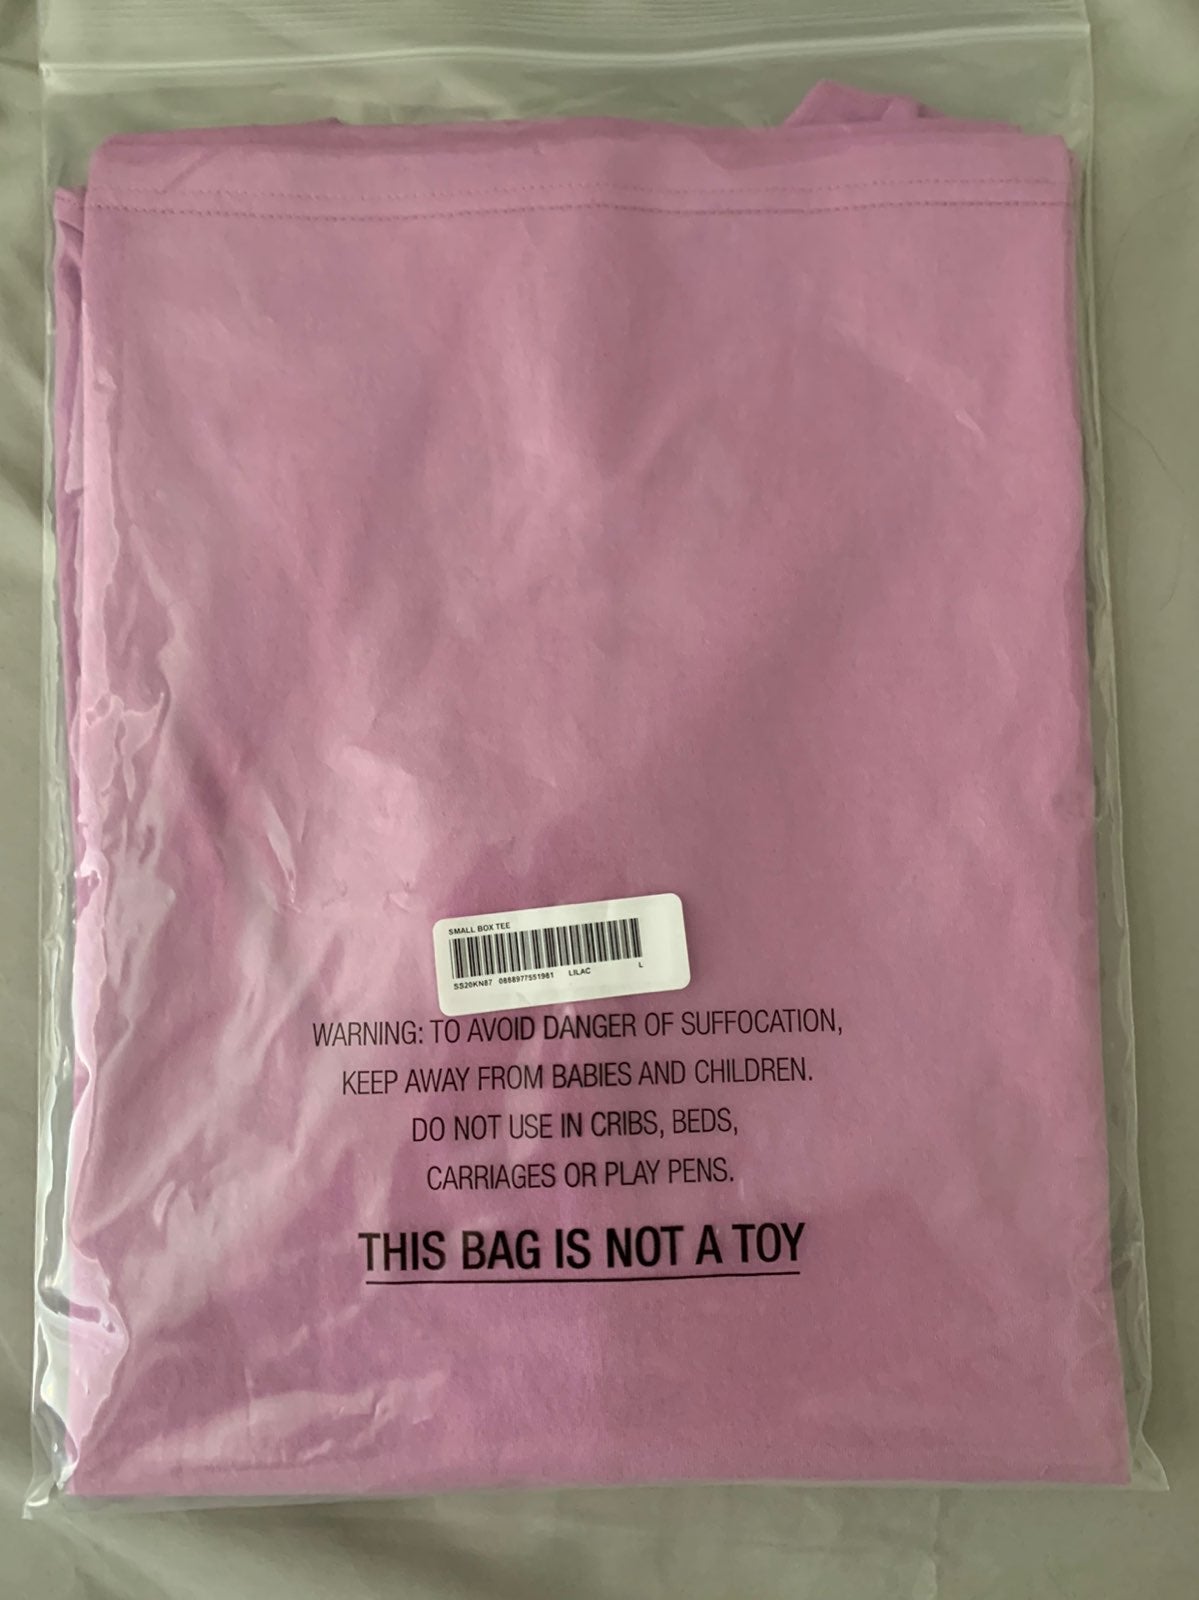 SMALL BOX TEE
SS20KN87 0888977551981 LILAC L
WARNING: TO AVOID DANGER OF SUFFOCATION,
KEEP AWAY FROM BABIES AND CHILDREN.
DO NOT USE IN CRIBS, BEDS,
CARRIAGES OR PLAY PENS.
THIS BAG IS NOT A TOY